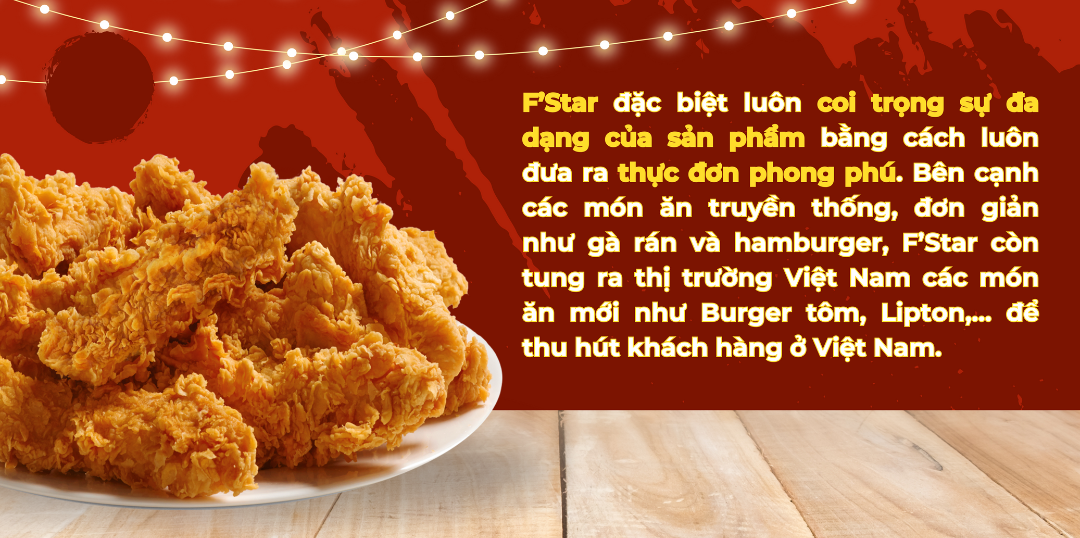 F’Star đặc biệt luôn coi trọng sự đa
dạng của sản phẩm bằng cách luôn
đưa ra thực đơn phong phú. Bên cạnh
các món ăn truyền thống, đơn giản
như gà rán và hamburger, F’Star còn
tung ra thị trường Việt Nam các món
ăn mới như Burger tôm, Lipton,... để
thu hút khách hàng ở Việt Nam.